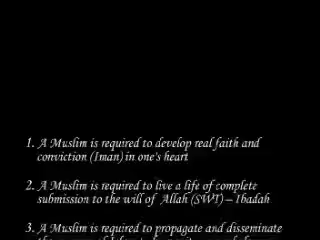 1. A Muslim is required to develop real faith and
conviction (Iman) in one's heart
2. A Muslim is required to live a life of complete
submission to the will of Allah (SWT) – Ibadah
3. A Muslim is required to propagate and disseminate